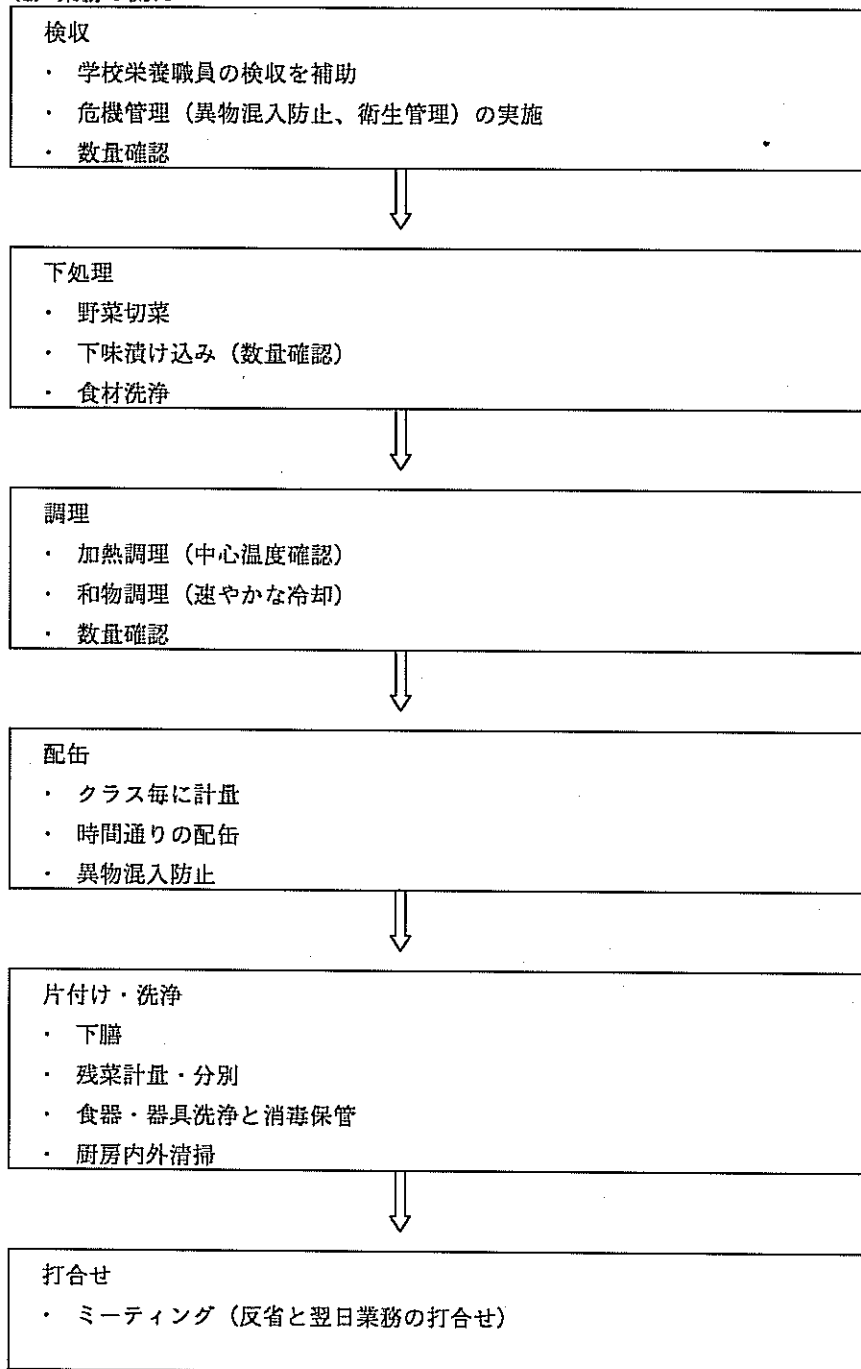 検収
・ 学校栄養職員の検収を補助
・ 危機管理（異物混入防止、衛生管理）の実施
・ 数量確認
下処理
・ 野菜切菜
・ 下味漬け込み（数量確認）
・ 食材洗浄
調理
・ 加熱調理（中心温度確認）
・ 和物調理（速やかな冷却）
・ 数量確認
配缶
・ クラス毎に計量
・ 時間通りの配缶
・ 異物混入防止
片付け・洗浄
・ 下膳
・ 残菜計量・分別
・ 食器・器具洗浄と消毒保管
・ 厨房内外清掃
打合せ
・ ミーティング（反省と翌日業務の打合せ）